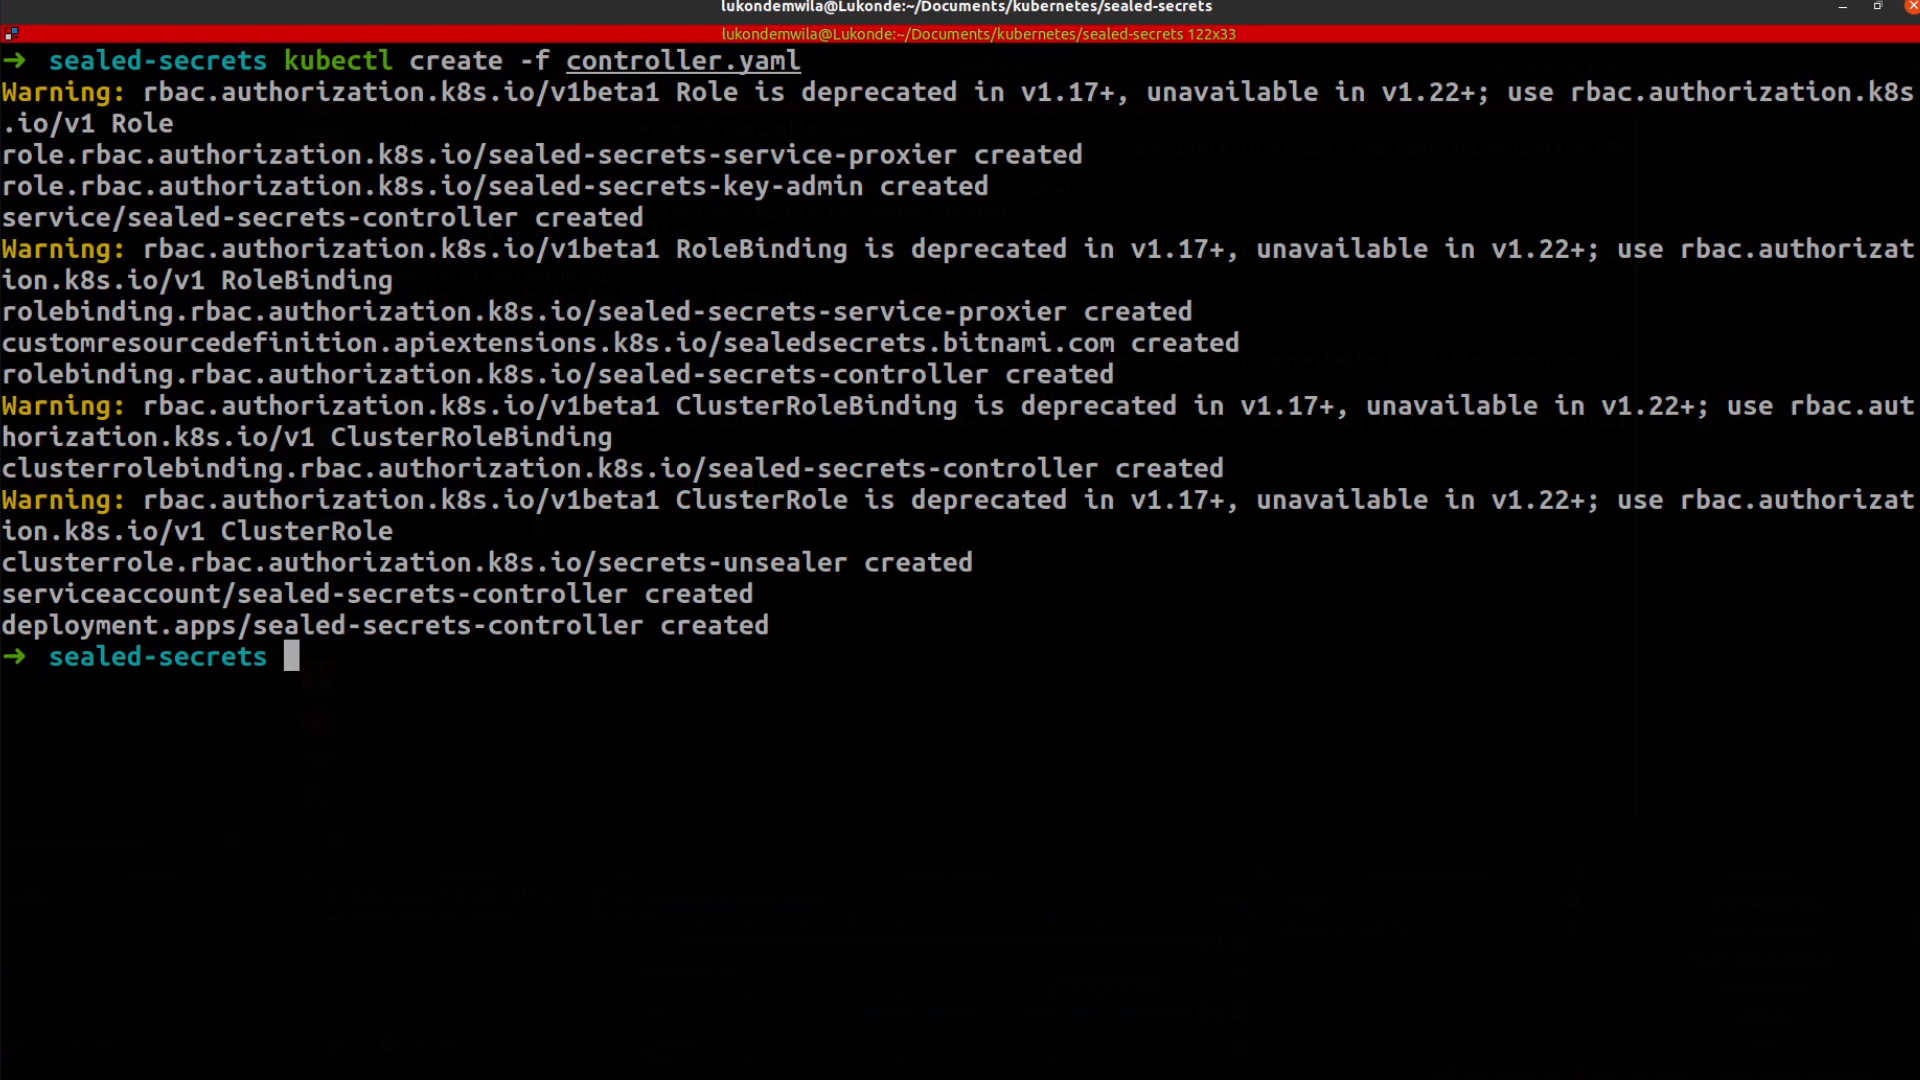 lukondemwila@Lukonde:~/Documents/kubernetes/sealed-secrets
lukondemwila@Lukonde:~/Documents/kubernetes/sealed-secrets 122x33
➜ sealed-secrets kubectl create -f controller.yaml
Warning: rbac.authorization.k8s.io/v1beta1 Role is deprecated in v1.17+, unavailable in v1.22+; use rbac.authorization.k8s
.io/v1 Role
role.rbac.authorization.k8s.io/sealed-secrets-service-proxier created
role.rbac.authorization.k8s.io/sealed-secrets-key-admin created
service/sealed-secrets-controller created
Warning: rbac.authorization.k8s.io/v1beta1 RoleBinding is deprecated in v1.17+, unavailable in v1.22+; use rbac.authorizat
ion.k8s.io/v1 RoleBinding
rolebinding.rbac.authorization.k8s.io/sealed-secrets-service-proxier created
customresourcedefinition.apiextensions.k8s.io/sealedsecrets.bitnami.com created
rolebinding.rbac.authorization.k8s.io/sealed-secrets-controller created
Warning: rbac.authorization.k8s.io/v1beta1 ClusterRoleBinding is deprecated in v1.17+, unavailable in v1.22+; use rbac.aut
horization.k8s.io/v1 ClusterRoleBinding
clusterrolebinding.rbac.authorization.k8s.io/sealed-secrets-controller created
Warning: rbac.authorization.k8s.io/v1beta1 ClusterRole is deprecated in v1.17+, unavailable in v1.22+; use rbac.authorizat
ion.k8s.io/v1 ClusterRole
clusterrole.rbac.authorization.k8s.io/secrets-unsealer created
serviceaccount/sealed-secrets-controller created
deployment.apps/sealed-secrets-controller created
➜ sealed-secrets